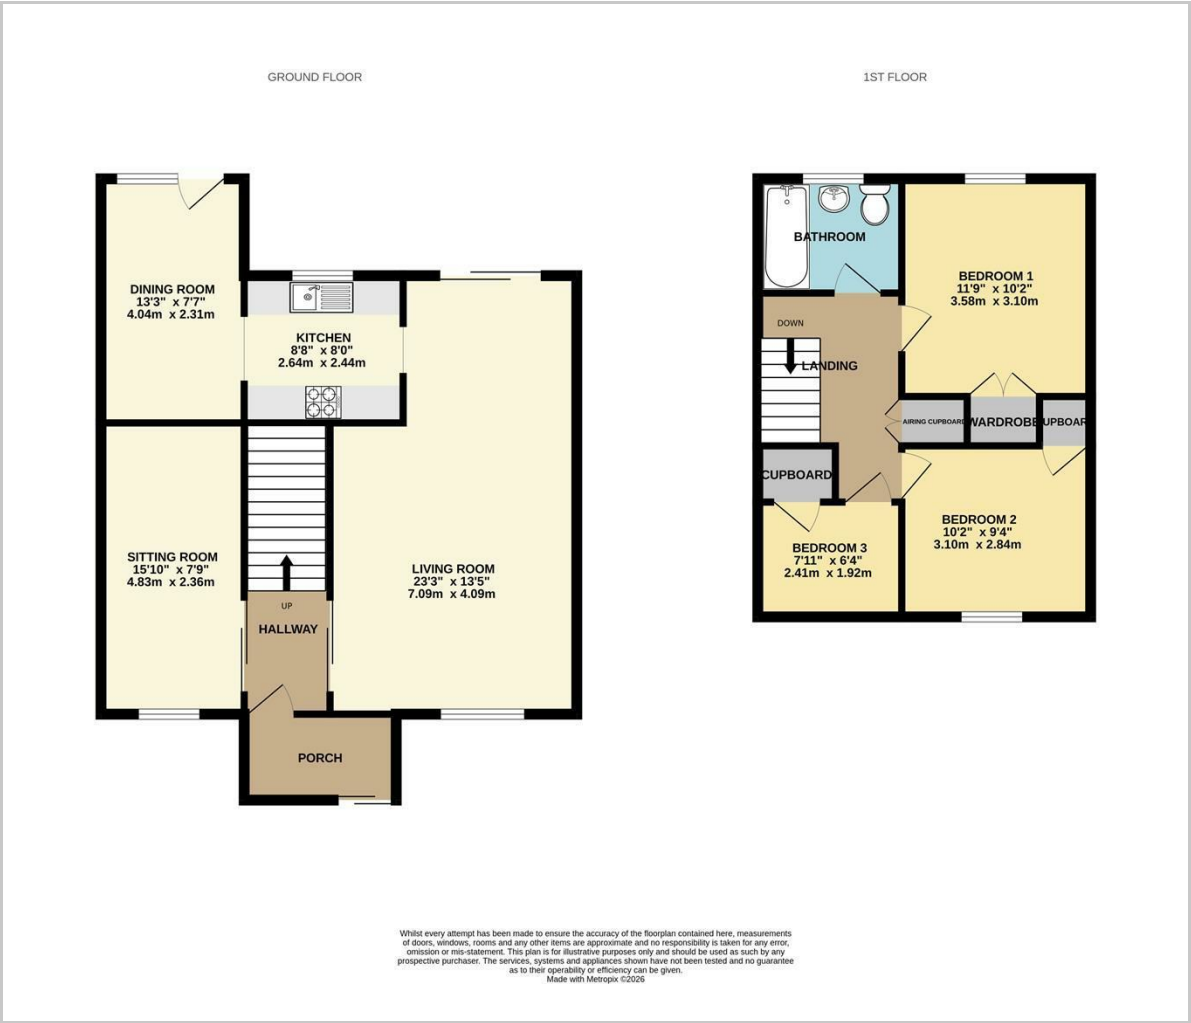 GROUND FLOOR
1ST FLOOR
DINING ROOM
13'3" x 7'7"
4.04m x 2.31m
KITCHEN
8'8" x 8'0"
2.64m x 2.44m
SITTING ROOM
15'10" x 7'9"
4.83m x 2.36m
UP
HALLWAY
LIVING ROOM
23'3" x 13'5"
7.09m x 4.09m
PORCH
BATHROOM
BEDROOM 1
11'9" x 10'2"
3.58m x 3.10m
DOWN
LANDING
AIRING CUPBOARD
WARDROBE
UPBOAR
CUPBOARD
BEDROOM 2
10'2" x 9'4"
3.10m x 2.84m
BEDROOM 3
7'11" x 6'4"
2.41m x 1.92m
Whilst every attempt has been made to ensure the accuracy of the floorplan contained here, measurements
of doors, windows, rooms and any other items are approximate and no responsibility is taken for any error,
omission or mis-statement. This plan is for illustrative purposes only and should be used as such by any
prospective purchaser. The services, systems and appliances shown have not been tested and no guarantee
as to their operability or efficiency can be given.
Made with Metropix ©2026